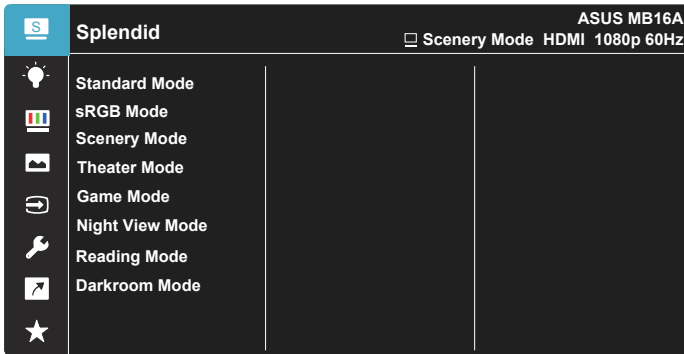 S
Splendid
ASUS MB16A
Scenery Mode HDMI 1080p 60Hz
Standard Mode
sRGB Mode
Scenery Mode
Theater Mode
Game Mode
Night View Mode
Reading Mode
Darkroom Mode